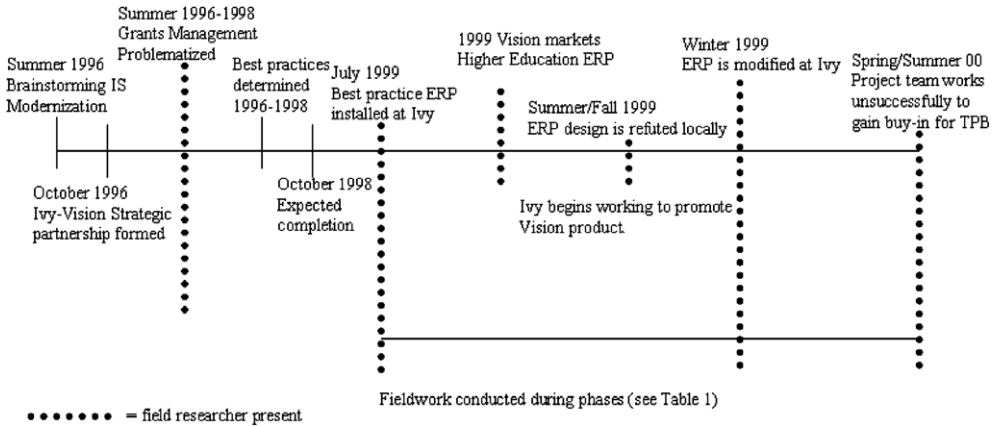 Summer 1996-1998
Grants Management
Problematized
Summer 1996
Brainstorming IS
Modernization
Best practices
determined
1996-1998
July 1999
Best practice ERP
installed at Ivy
1999 Vision markets
Higher Education ERP
Summer/Fall 1999
ERP design is refuted locally
Winter 1999
ERP is modified at Ivy
Spring/Summer 00
Project team works
unsuccessfully to
gain buy-in for TPB
October 1996
Ivy-Vision Strategic
partnership formed
October 1998
Expected
completion
Ivy begins working to promote
Vision product.
Fieldwork conducted during phases (see Table 1)
= field researcher present